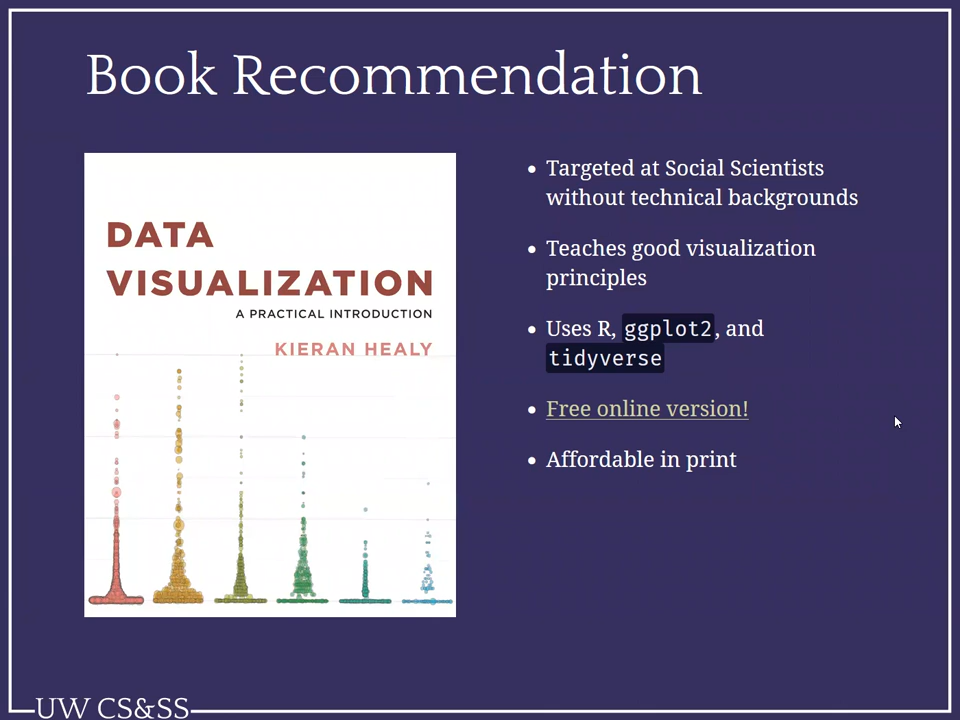 Book Recommendation
DATA
VISUALIZATION
A PRACTICAL INTRODUCTION
KIERAN HEALY
• Targeted at Social Scientists
without technical backgrounds
• Teaches good visualization
principles
• Uses R, ggplot2, and
tidyverse
• Free online version!
• Affordable in print
UW CS&SS